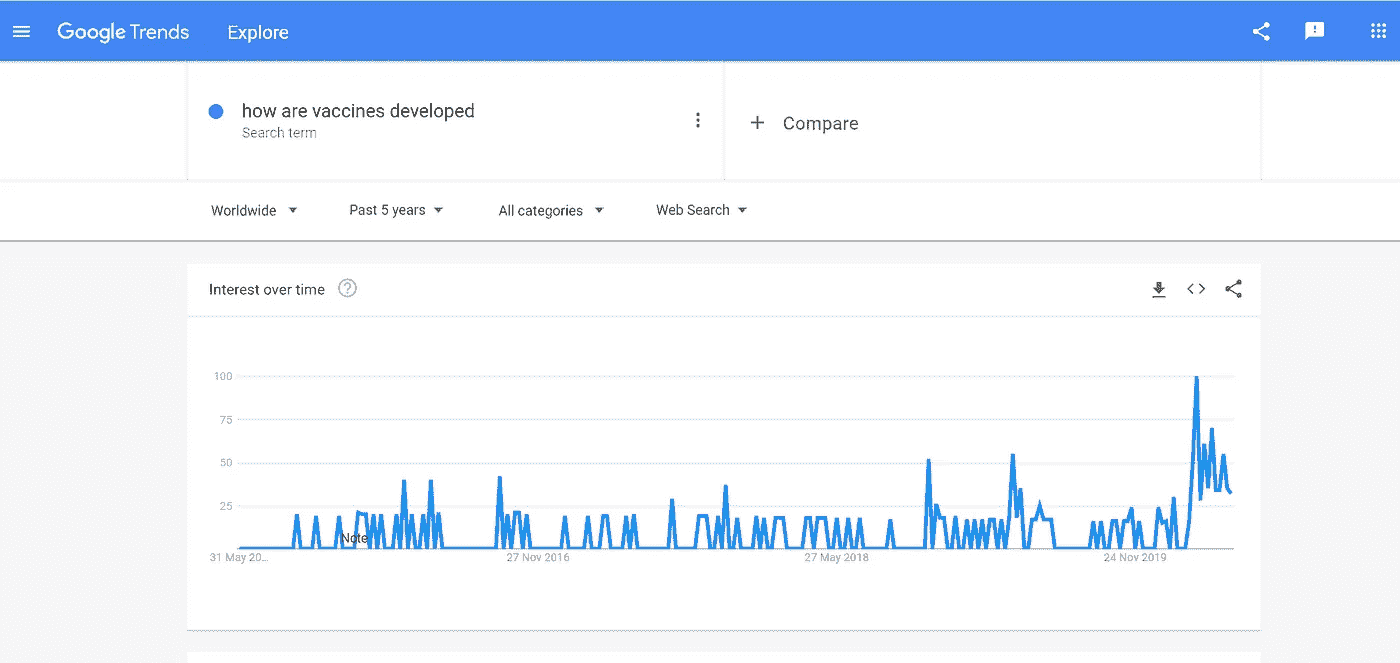 Google Trends Explore
how are vaccines developed
Search term
+ Compare
Worldwide Past 5 years All categories Web Search
Interest over time
100
75
50
25
Note
31 May 20... 27 Nov 2016 27 May 2018 24 Nov 2019